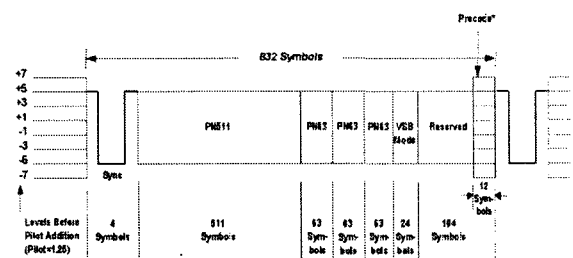 Precode*
832 Symbols
+7
+5
+3
+1
-1
-3
-5
-7
PN511
PN63
PN63
PN63
VSB
Mode
Reserved
Sync
12
Sym-
bols
Levels Before
Pilot Addition
(Pilot=1.25)
4
Symbols
511
Symbols
63
Sym-
bols
63
Sym-
bols
63
Sym-
bols
24
Sym-
bols
104
Symbols